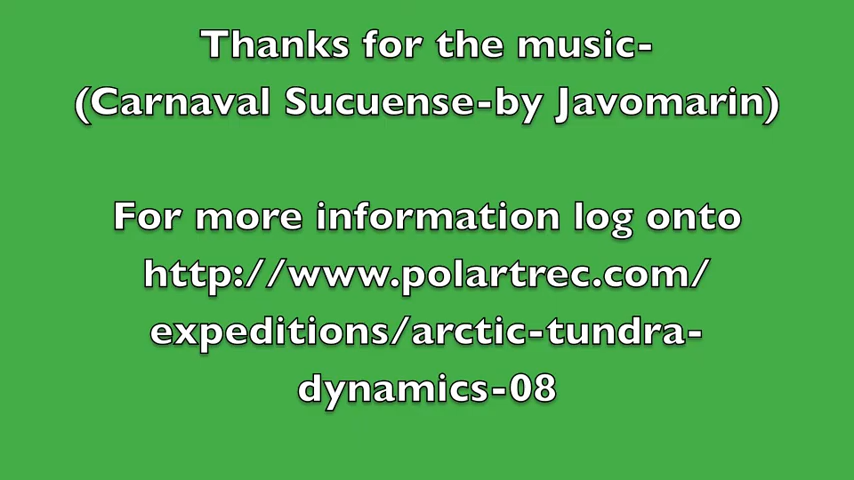 Thanks for the music-
(Carnaval Sucuense-by Javomarin)
For more information log onto
http://www.polartrec.com/
expeditions/arctic-tundra-
dynamics-08